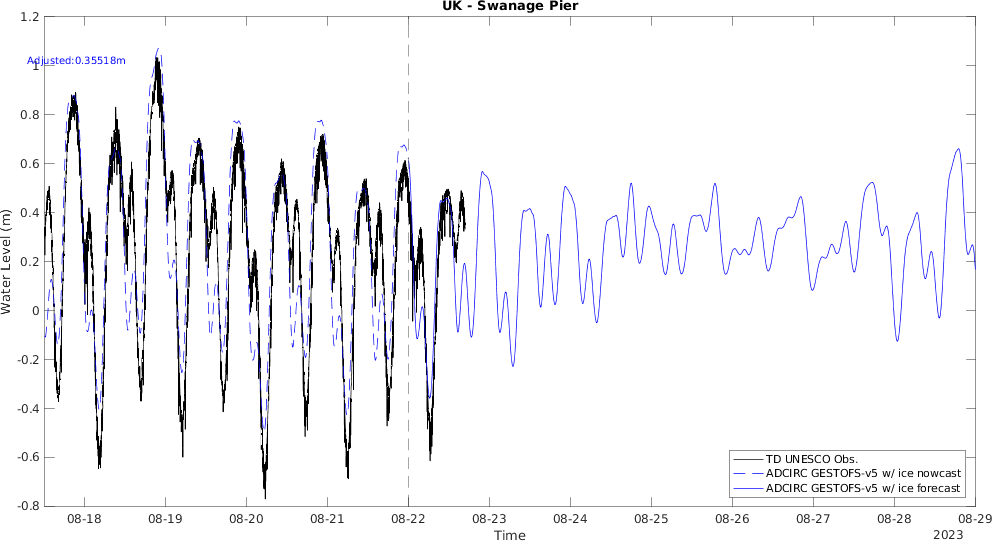 UK - Swanage Pier
1.2
Adjusted:0.35518m
1
0.8
0.6
0.4
0.2
0
-0.2
-0.4
-0.6
-0.8
Water Level (m)
TD UNESCO Obs.
ADCIRC GESTOFS-v5 w/ ice nowcast
ADCIRC GESTOFS-v5 w/ ice forecast
08-18 08-19 08-20 08-21 08-22 08-23 08-24 08-25 08-26 08-27 08-28 08-29
Time
2023